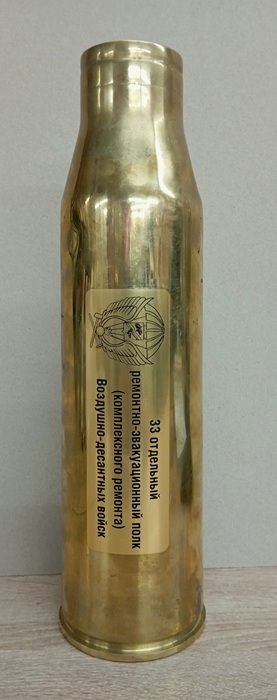 33 отдельный
ремонтно-эвакуационный полк
(комплексного ремонта)
Воздушно-десантных войск